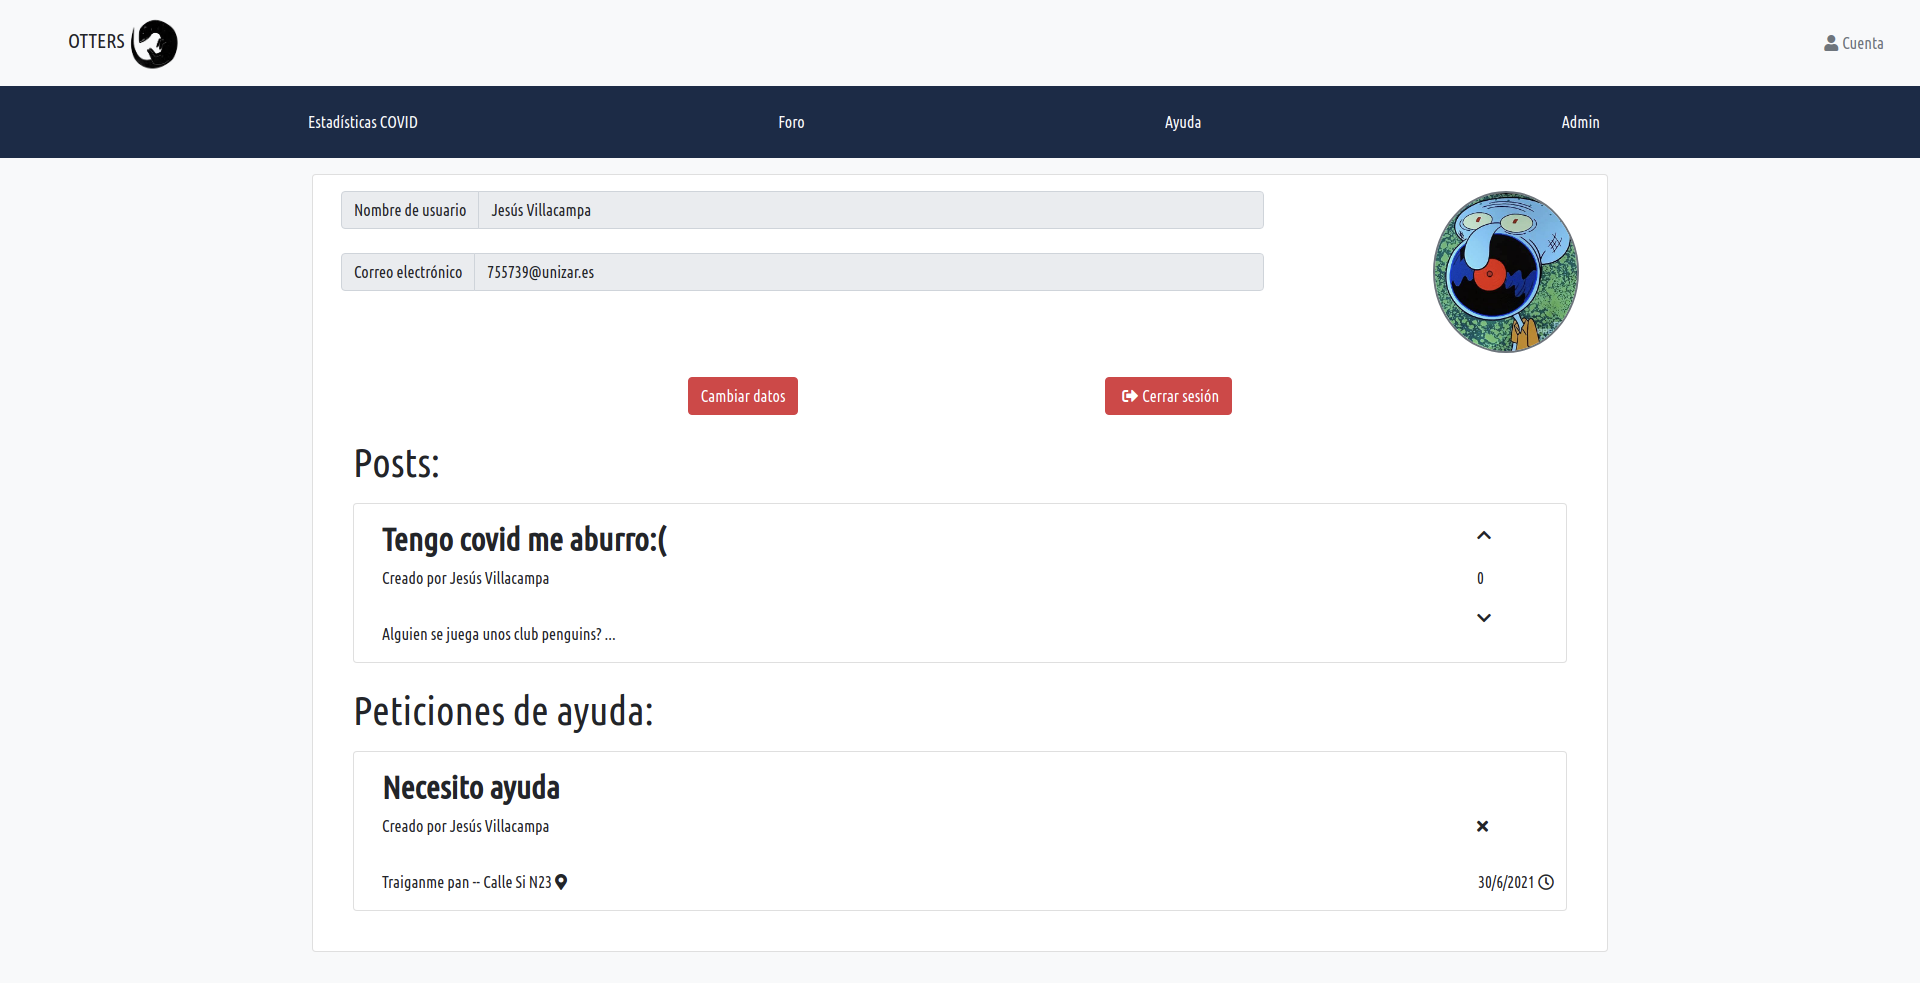 OTTERS
Cuenta
Estadísticas COVID
Foro
Ayuda
Admin
Nombre de usuario
Jesús Villacampa
Correo electrónico
755739@unizar.es
Cambiar datos
Cerrar sesión
Posts:
Tengo covid me aburro:(
Creado por Jesús Villacampa
0
Alguien se juega unos club penguins? ...
Peticiones de ayuda:
Necesito ayuda
Creado por Jesús Villacampa
Traiganme pan -- Calle Si N23
30/6/2021